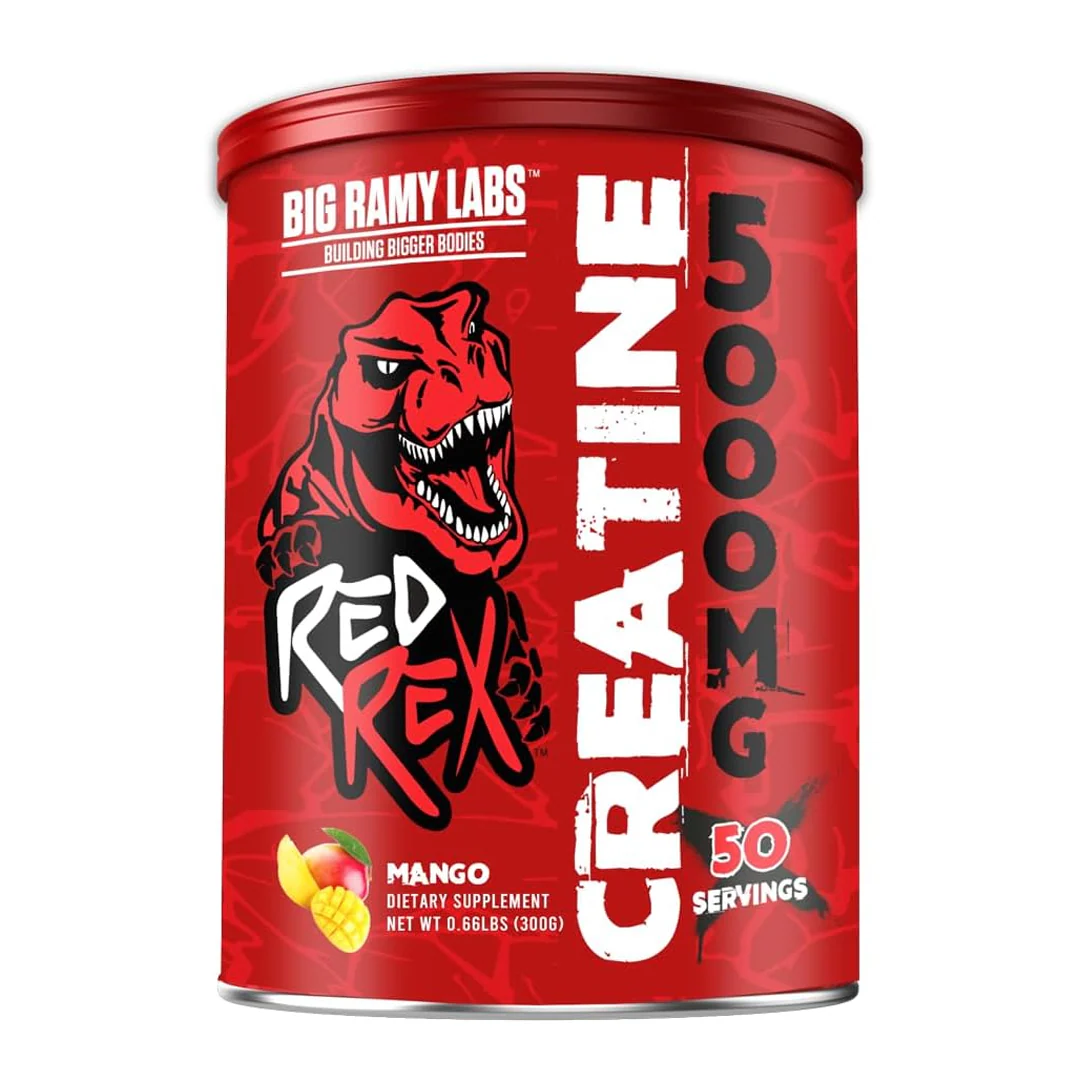 BIG RAMY LABS™
BUILDING BIGGER BODIES
RED
REX™
MANGO
DIETARY SUPPLEMENT
NET WT 0.66LBS (300G)
CREATINE
5000MG
50
SERVINGS